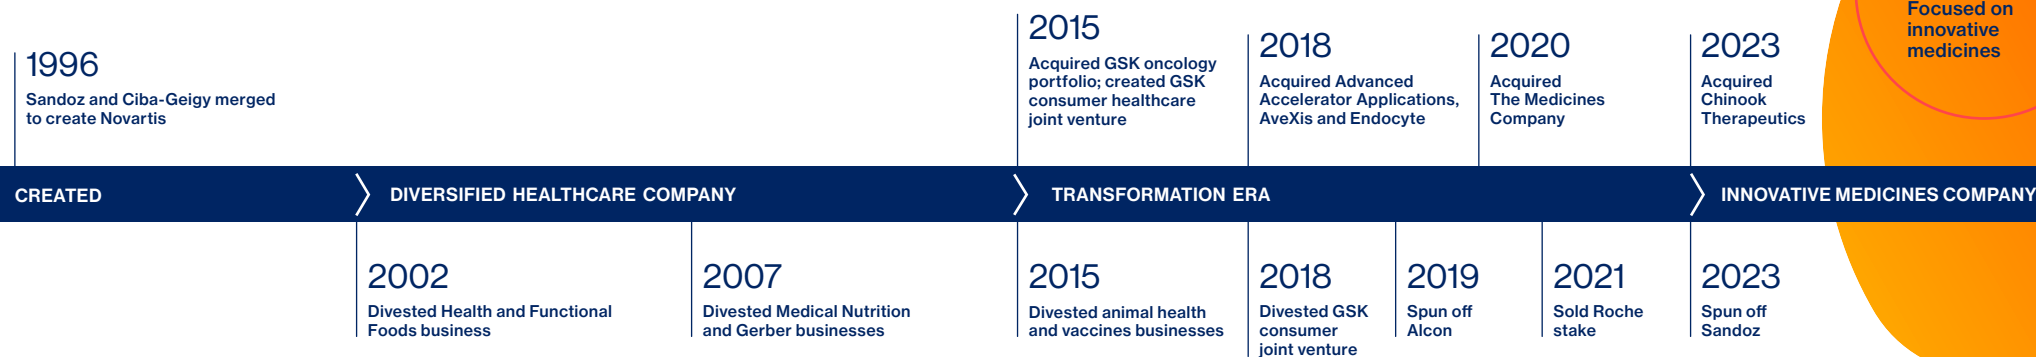 1996
Sandoz and Ciba-Geigy merged
to create Novartis
2015
Acquired GSK oncology
portfolio; created GSK
consumer healthcare
joint venture
2018
Acquired Advanced
Accelerator Applications,
AveXis and Endocyte
2020
Acquired
The Medicines
Company
2023
Acquired
Chinook
Therapeutics
Focused on
innovative
medicines
CREATED
DIVERSIFIED HEALTHCARE COMPANY
TRANSFORMATION ERA
INNOVATIVE MEDICINES COMPANY
2002
Divested Health and Functional
Foods business
2007
Divested Medical Nutrition
and Gerber businesses
2015
Divested animal health
and vaccines businesses
2018
Divested GSK
consumer
joint venture
2019
Spun off
Alcon
2021
Sold Roche
stake
2023
Spun off
Sandoz